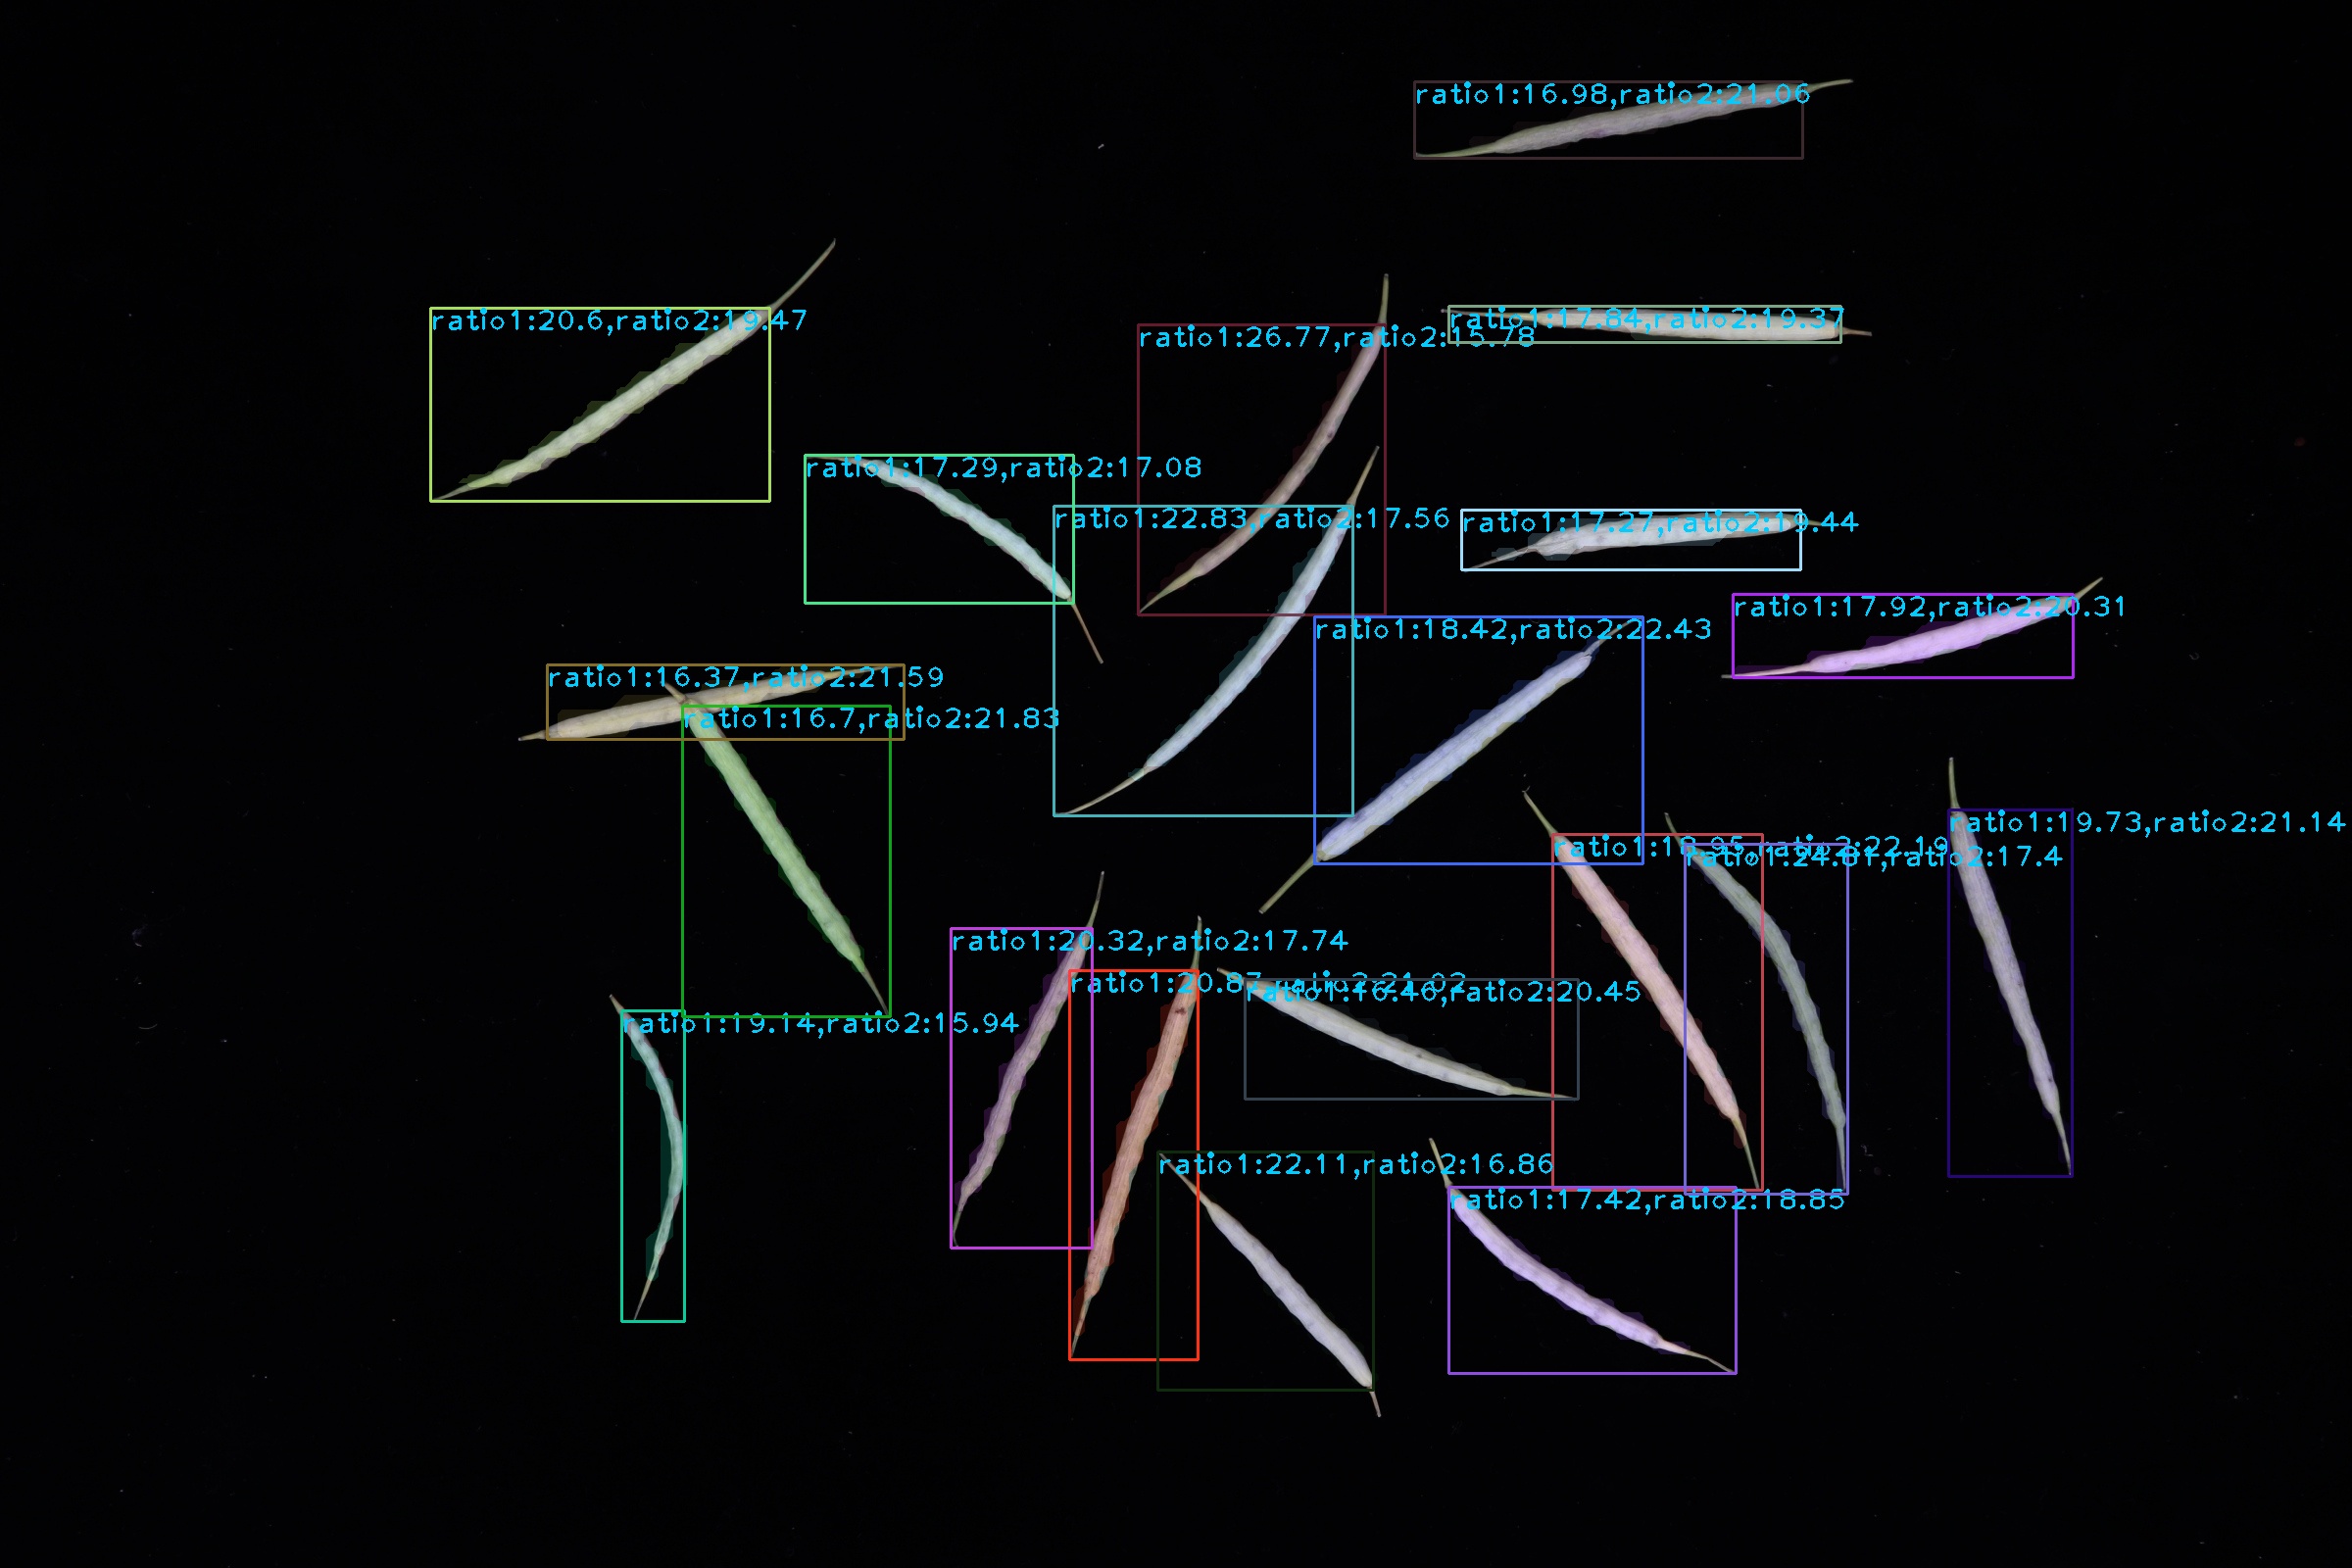 ratio1:16.98,ratio2:21.06
ratio1:20.6,ratio2:19.47
ratio1:17.84,ratio2:19.37
ratio1:26.77,ratio2:15.78
ratio1:17.29,ratio2:17.08
ratio1:22.83,ratio2:17.56
ratio1:17.27,ratio2:19.44
ratio1:17.92,ratio2:20.31
ratio1:18.42,ratio2:22.43
ratio1:16.37,ratio2:21.59
ratio1:16.7,ratio2:21.83
ratio1:19.73,ratio2:21.14
ratio1:18.95,ratio2:22.19
ratio1:24.81,ratio2:17.4
ratio1:20.32,ratio2:17.74
ratio1:20.87,ratio2:21.02
ratio1:16.46,ratio2:20.45
ratio1:19.14,ratio2:15.94
ratio1:22.11,ratio2:16.86
ratio1:17.42,ratio2:18.85